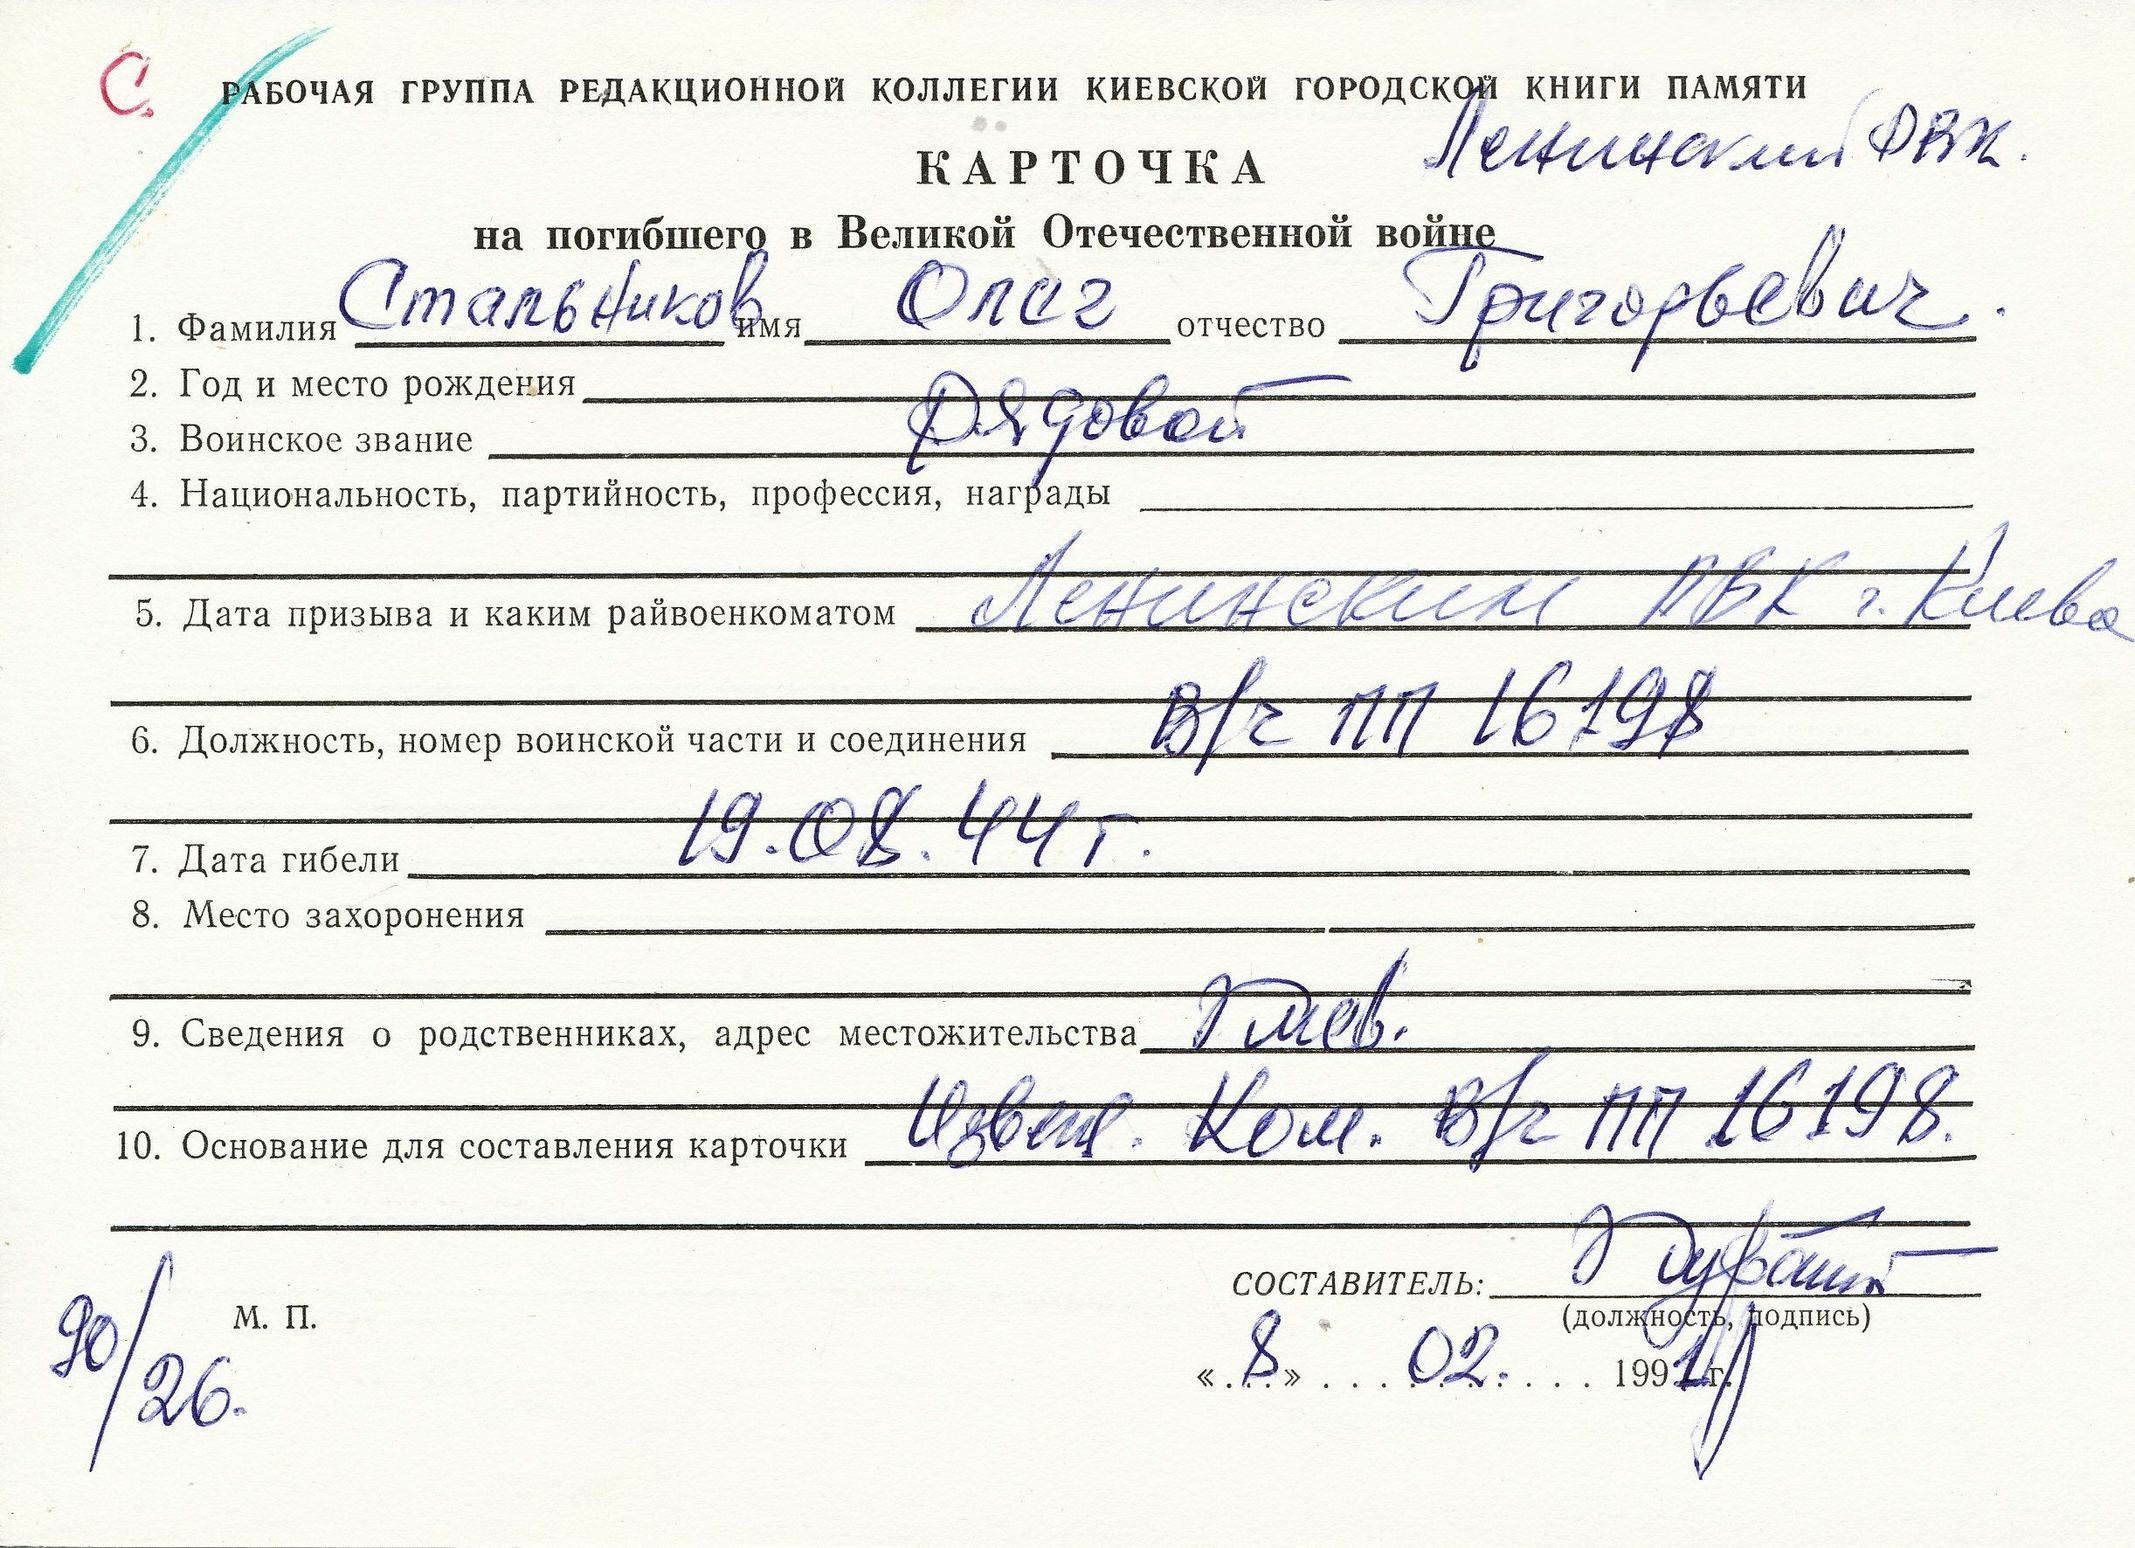 С.
РАБОЧАЯ ГРУППА РЕДАКЦИОННОЙ КОЛЛЕГИИ КИЕВСКОЙ ГОРОДСКОЙ КНИГИ ПАМЯТИ
Ленинский РВК.
КАРТОЧКА
на погибшего в Великой Отечественной войне
1. Фамилия Стальников имя Олег отчество Григорьевич.
2. Год и место рождения
3. Воинское звание Рядовой
4. Национальность, партийность, профессия, награды
5. Дата призыва и каким райвоенкоматом Ленинским РВК г. Киева
6. Должность, номер воинской части и соединения В/ч ПП 16198
7. Дата гибели 19.08.44 г.
8. Место захоронения
9. Сведения о родственниках, адрес местожительства
10. Основание для составления карточки Извещ. Ком. В/ч ПП 16198.
СОСТАВИТЕЛЬ:
(должность, подпись)
М. П.
« 8 » 02. 1991 г.
90/26.